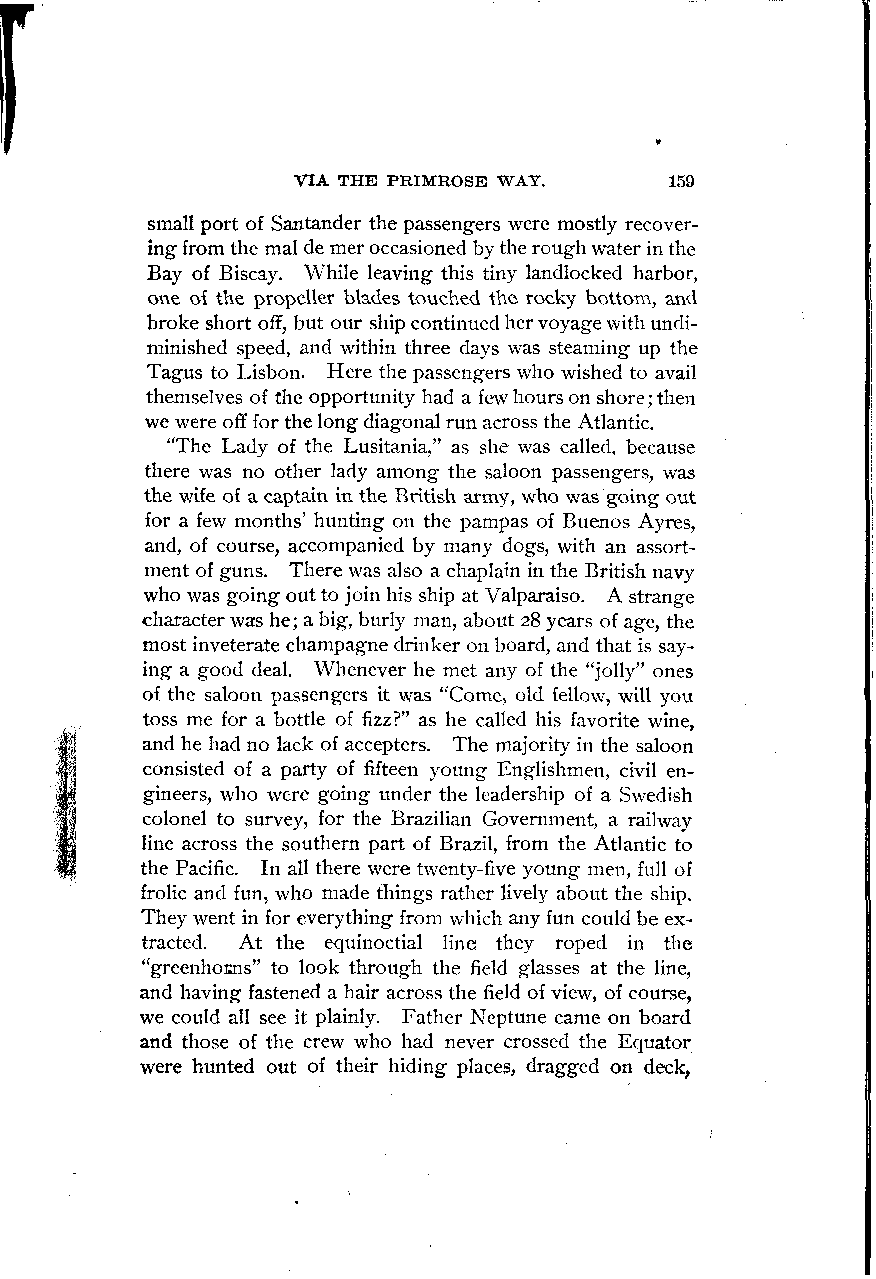 VIA THE PRIMROSE WAY. 159
small port of Santander the passengers were mostly recover-
ing from the mal de mer occasioned by the rough water in the
Bay of Biscay. While leaving this tiny landlocked harbor,
one of the propeller blades touched the rocky bottom, and
broke short off, but our ship continued her voyage with undi-
minished speed, and within three days was steaming up the
Tagus to Lisbon. Here the passengers who wished to avail
themselves of the opportunity had a few hours on shore; then
we were off for the long diagonal run across the Atlantic.
"The Lady of the Lusitania," as she was called, because
there was no other lady among the saloon passengers, was
the wife of a captain in the British army, who was going out
for a few months' hunting on the pampas of Buenos Ayres,
and, of course, accompanied by many dogs, with an assort-
ment of guns. There was also a chaplain in the British navy
who was going out to join his ship at Valparaiso. A strange
character was he; a big, burly man, about 28 years of age, the
most inveterate champagne drinker on board, and that is say-
ing a good deal. Whenever he met any of the "jolly" ones
of the saloon passengers it was "Come, old fellow, will you
toss me for a bottle of fizz?" as he called his favorite wine,
and he had no lack of accepters. The majority in the saloon
consisted of a party of fifteen young Englishmen, civil en-
gineers, who were going under the leadership of a Swedish
colonel to survey, for the Brazilian Government, a railway
line across the southern part of Brazil, from the Atlantic to
the Pacific. In all there were twenty-five young men, full of
frolic and fun, who made things rather lively about the ship.
They went in for everything from which any fun could be ex-
tracted. At the equinoctial line they roped in the
"greenhorns" to look through the field glasses at the line,
and having fastened a hair across the field of view, of course,
we could all see it plainly. Father Neptune came on board
and those of the crew who had never crossed the Equator
were hunted out of their hiding places, dragged on deck,